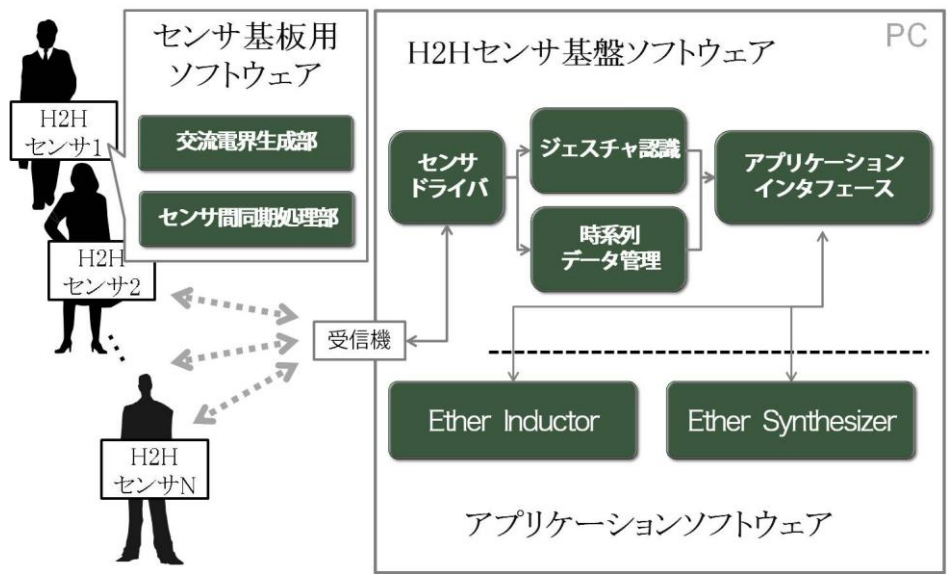 センサ基板用
ソフトウェア
交流電界生成部
センサ間同期処理部
H2H
センサ1
H2H
センサ2
H2H
センサN
受信機
PC
H2Hセンサ基盤ソフトウェア
センサ
ドライバ
ジェスチャ認識
時系列
データ管理
アプリケーション
インタフェース
Ether Inductor
Ether Synthesizer
アプリケーションソフトウェア